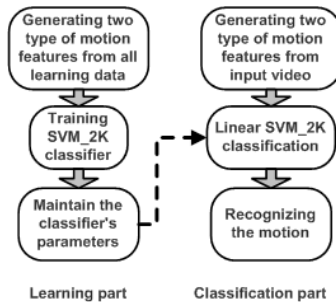 Generating two
type of motion
features from all
learning data
Training
SVM_2K
classifier
Maintain the
classifier's
parameters
Learning part
Generating two
type of motion
features from
input video
Linear SVM_2K
classification
Recognizing
the motion
Classification part